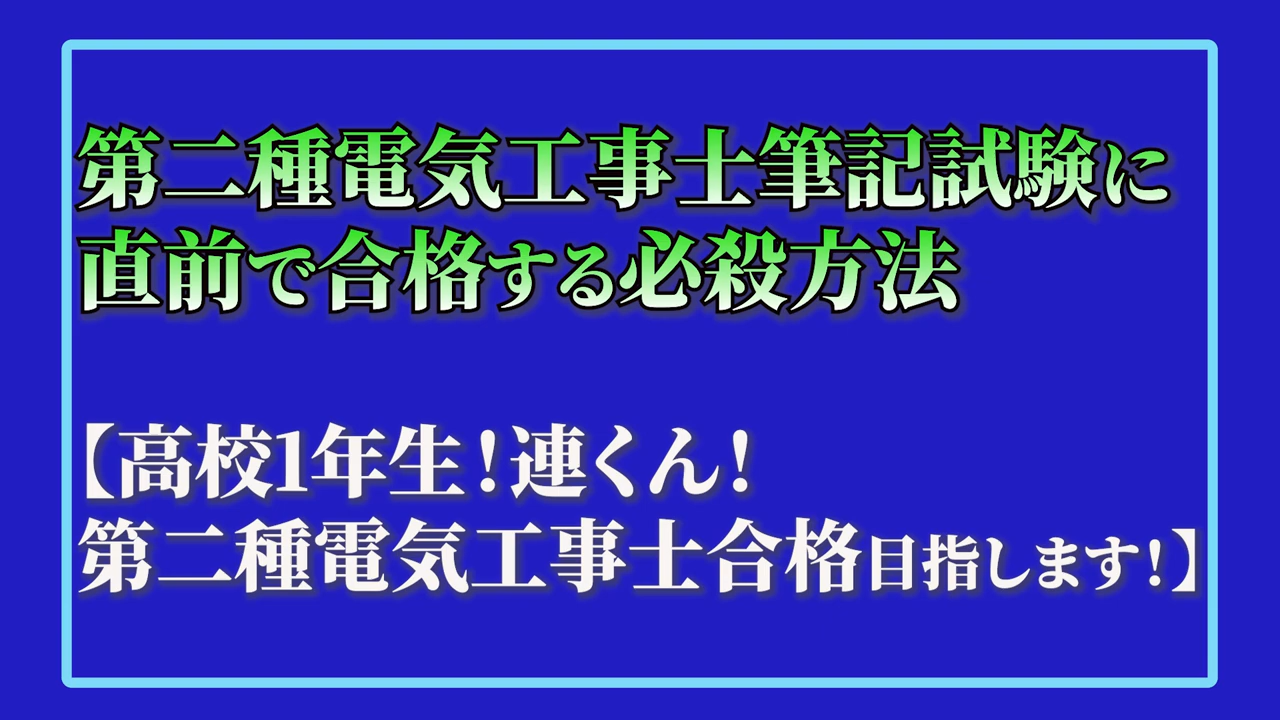 第二種電気工事士筆記試験に
直前で合格する必殺方法
【高校1年生！連くん！
第二種電気工事士合格目指します！】